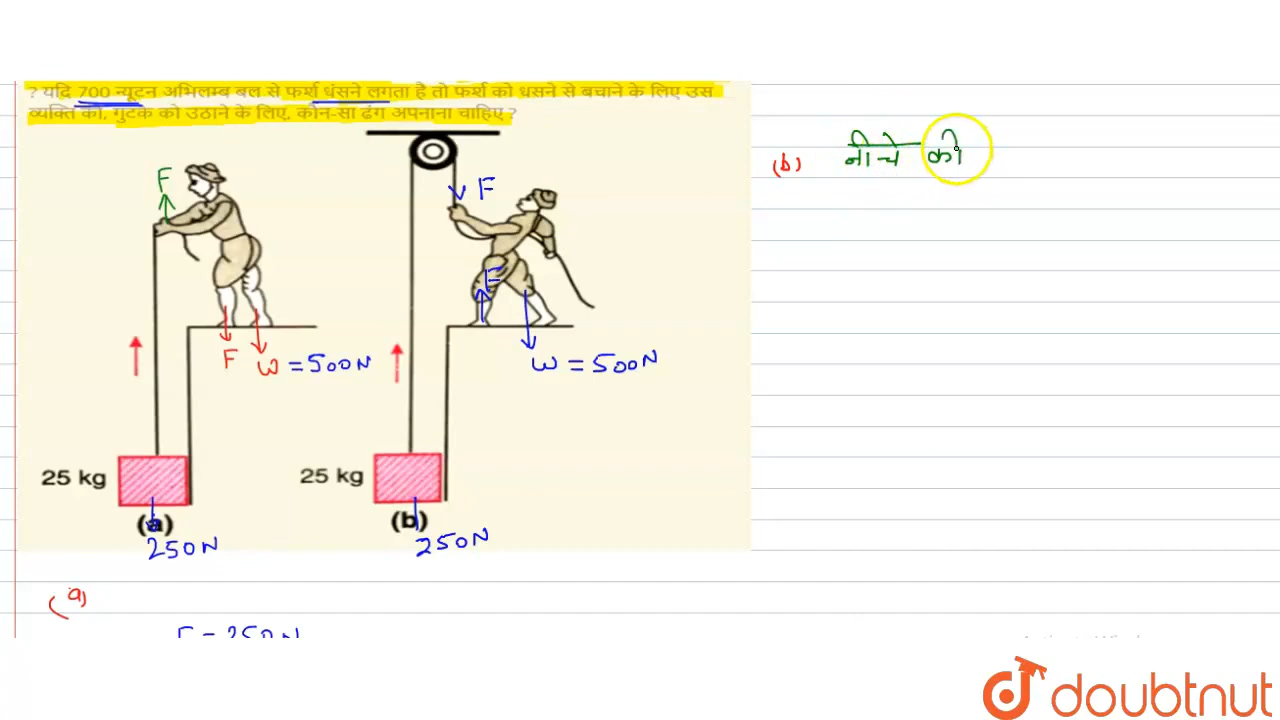 ? यदि 700 न्यूटन अभिलम्ब बल से फर्श धंसने लगता है तो फर्श को धसने से बचाने के लिए उस
व्यक्ति को, गुटके को उठाने के लिए, कौन-सा ढंग अपनाना चाहिए ?
(b) नीचे की
F
F
F
F
W = 500N
W = 500N
25 kg
25 kg
(a)
(b)
250N
250N
(a)
F = 250N
doubtnut